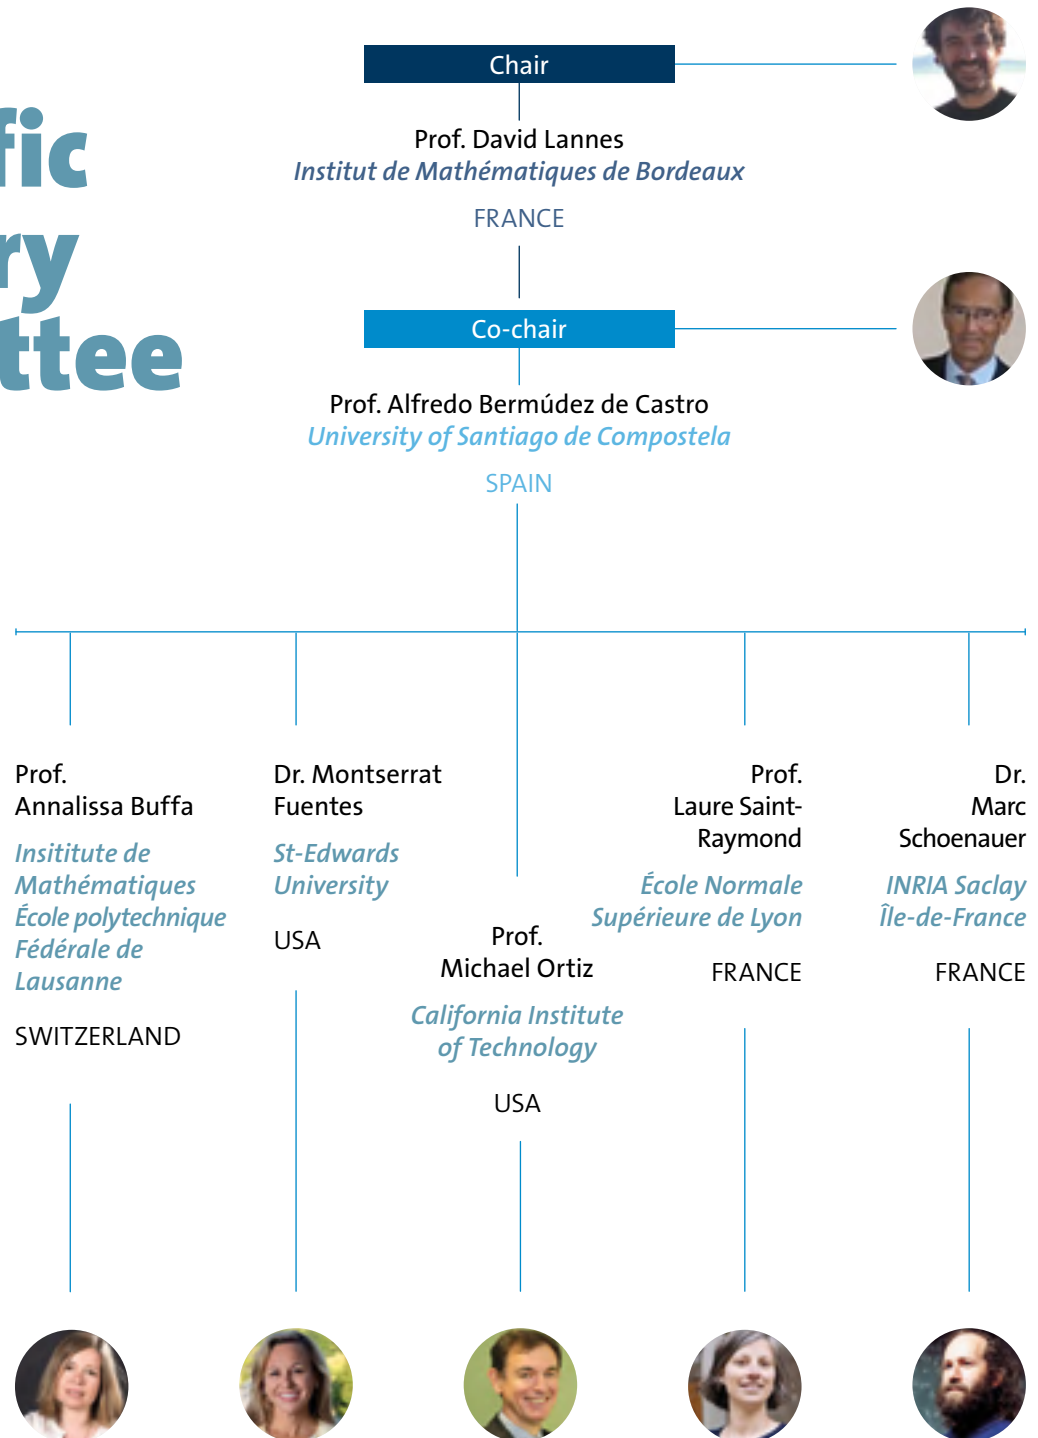 fic
ry
ttee
Chair
Prof. David Lannes
Institut de Mathématiques de Bordeaux
FRANCE
Co-chair
Prof. Alfredo Bermúdez de Castro
University of Santiago de Compostela
SPAIN
Prof.
Annalissa Buffa
Insititute de
Mathématiques
École polytechnique
Fédérale de
Lausanne
SWITZERLAND
Dr. Montserrat
Fuentes
St-Edwards
University
USA
Prof.
Michael Ortiz
California Institute
of Technology
USA
Prof.
Laure Saint-
Raymond
École Normale
Supérieure de Lyon
FRANCE
Dr.
Marc
Schoenauer
INRIA Saclay
Île-de-France
FRANCE